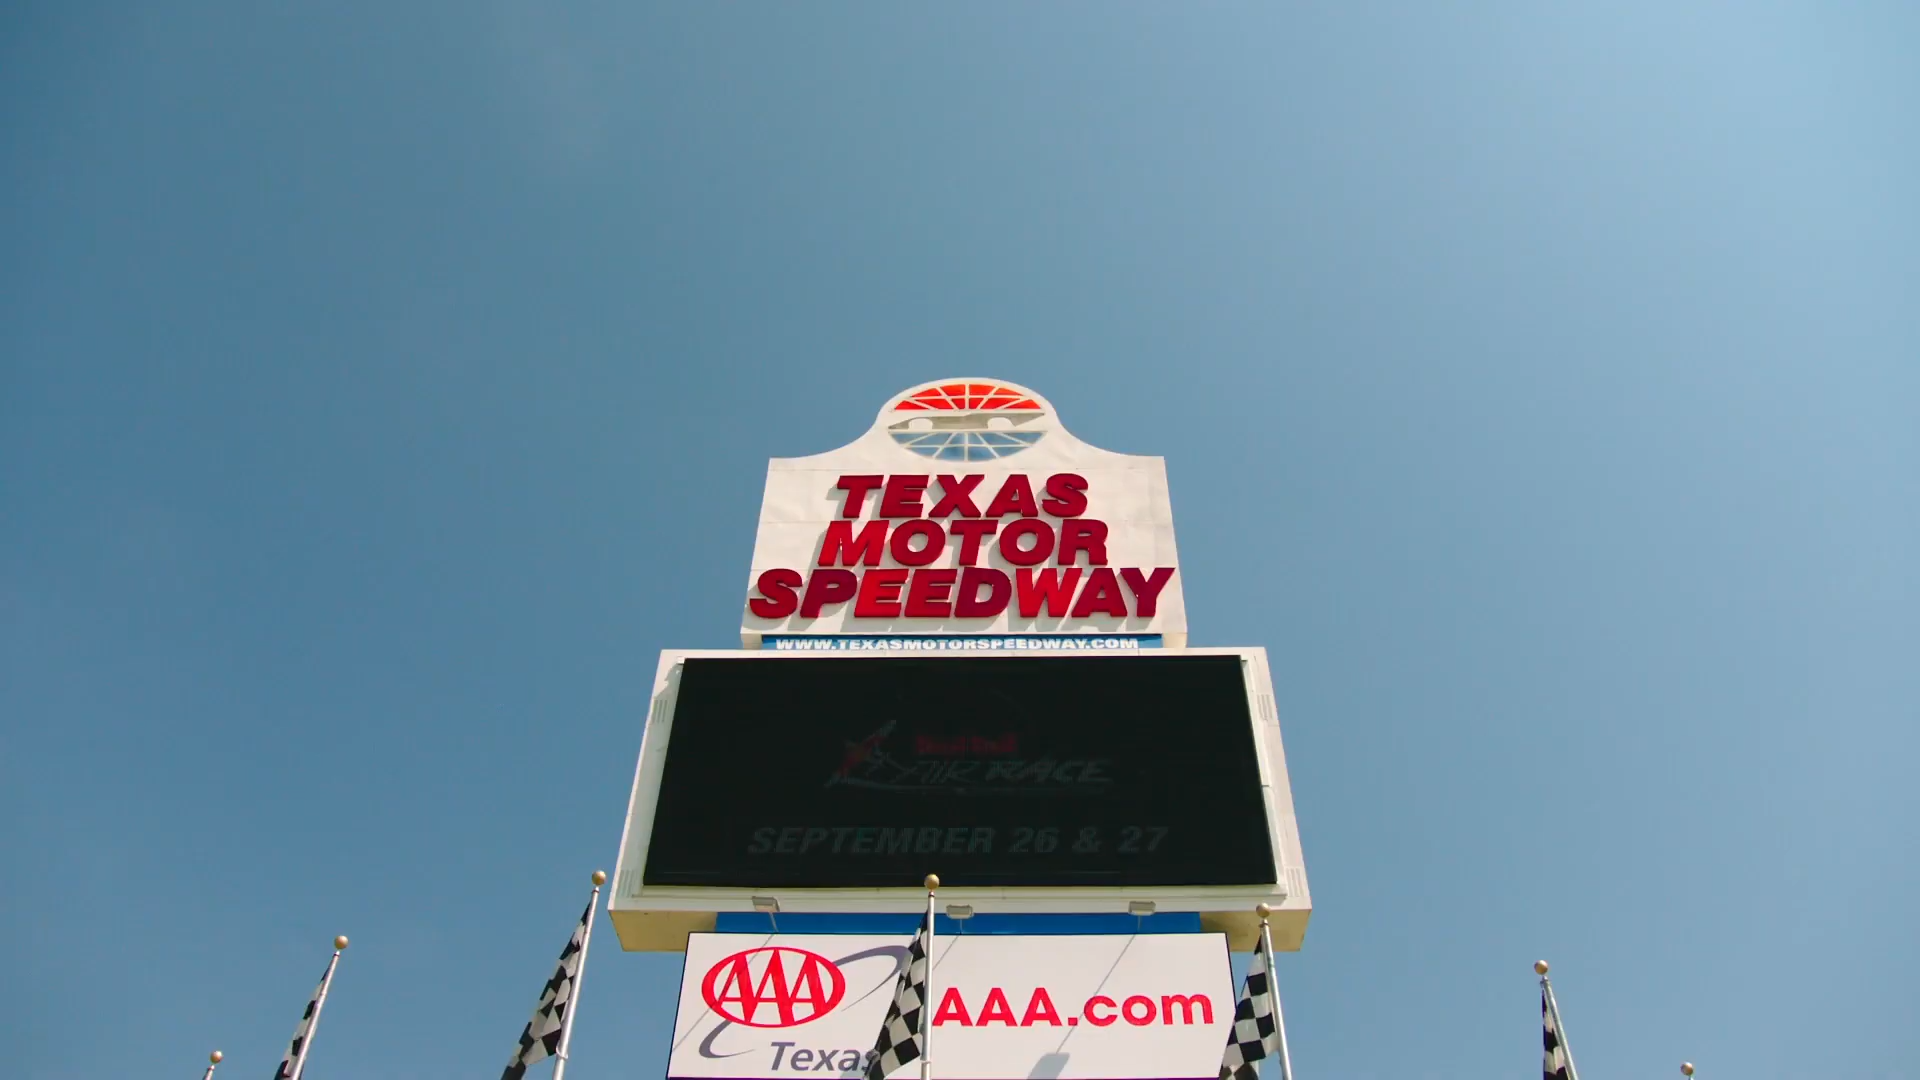 TEXAS
MOTOR
SPEEDWAY
WWW.TEXASMOTORSPEEDWAY.COM
Red Bull
AIR RACE
SEPTEMBER 26 & 27
AAA
Texas
AAA.com